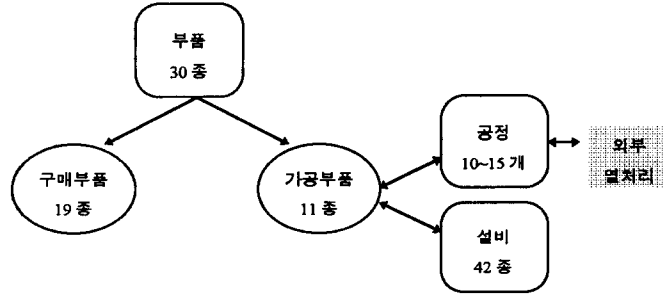 부품
30 종
구매부품
19 종
가공부품
11 종
공정
10~15 개
외부
열처리
설비
42 종